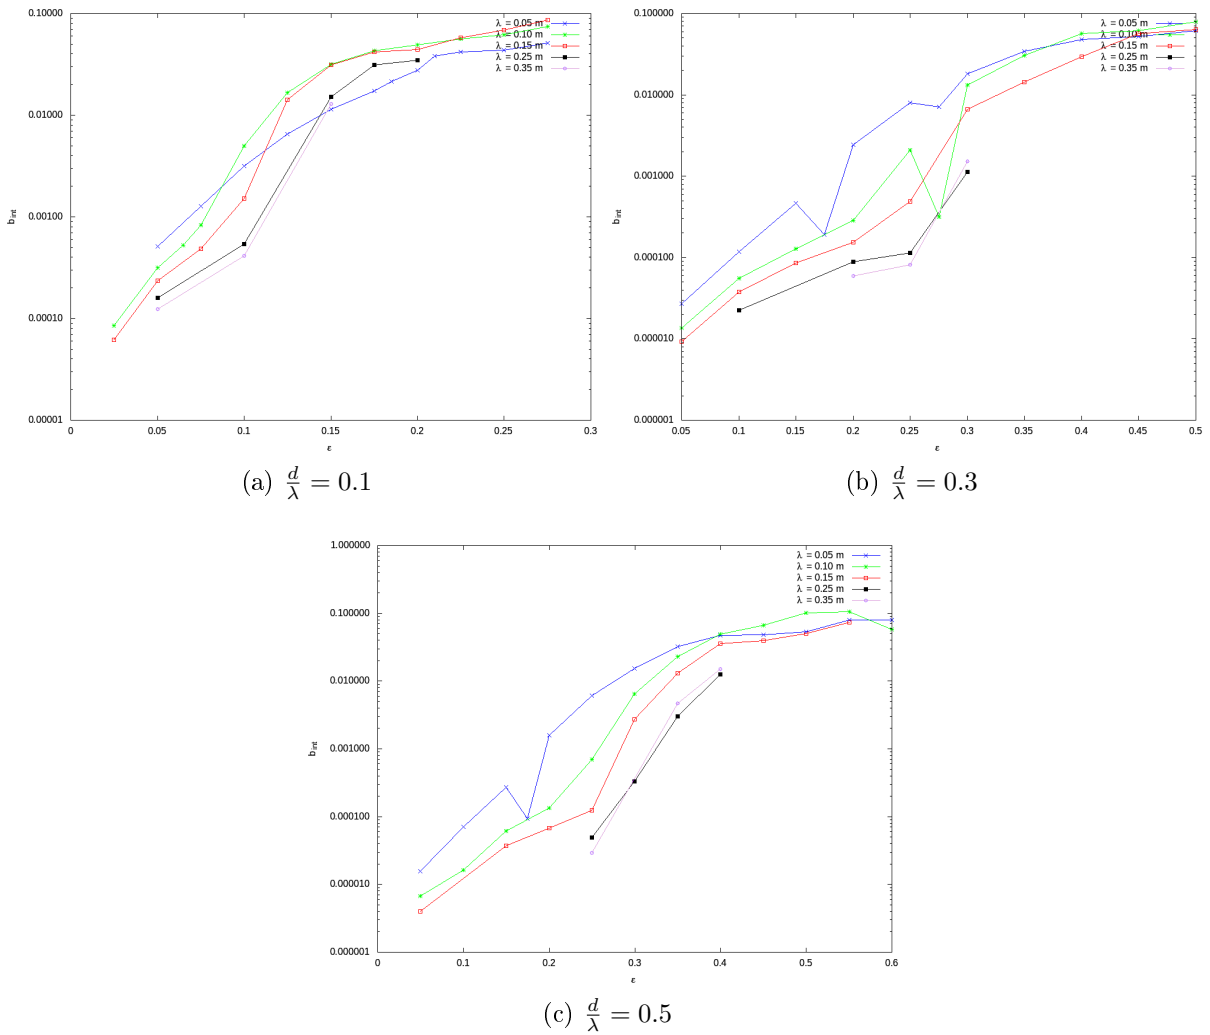 0.10000
0.01000
0.00100
0.00010
0.00001
b int
0 0.05 0.1 0.15 0.2 0.25 0.3
ε
λ = 0.05 m
λ = 0.10 m
λ = 0.15 m
λ = 0.25 m
λ = 0.35 m
(a) d/λ = 0.1
0.100000
0.010000
0.001000
0.000100
0.000010
0.000001
b int
0.05 0.1 0.15 0.2 0.25 0.3 0.35 0.4 0.45 0.5
ε
λ = 0.05 m
λ = 0.10 m
λ = 0.15 m
λ = 0.25 m
λ = 0.35 m
(b) d/λ = 0.3
1.000000
0.100000
0.010000
0.001000
0.000100
0.000010
0.000001
b int
0 0.1 0.2 0.3 0.4 0.5 0.6
ε
λ = 0.05 m
λ = 0.10 m
λ = 0.15 m
λ = 0.25 m
λ = 0.35 m
(c) d/λ = 0.5